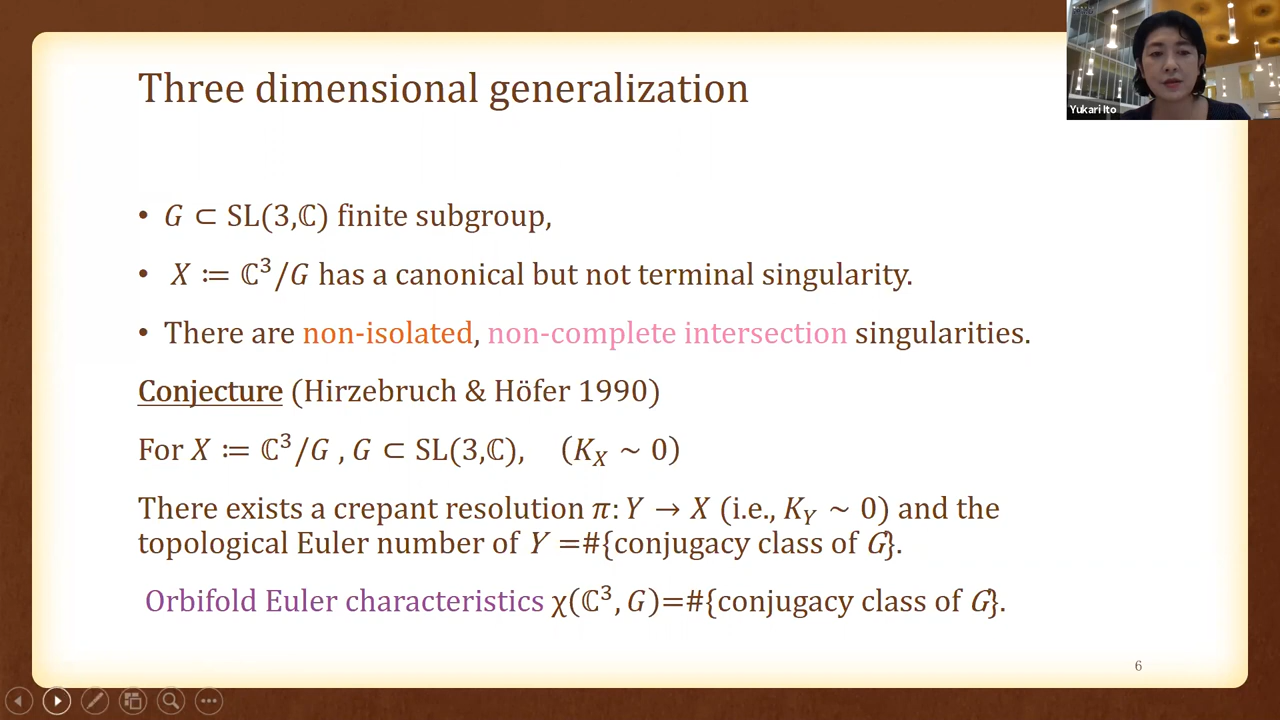 Yukari Ito
Three dimensional generalization
• G ⊂ SL(3,ℂ) finite subgroup,
• X ≔ ℂ³/G has a canonical but not terminal singularity.
• There are non-isolated, non-complete intersection singularities.
Conjecture (Hirzebruch & Höfer 1990)
For X ≔ ℂ³/G , G ⊂ SL(3,ℂ), (K_X ∼ 0)
There exists a crepant resolution π: Y → X (i.e., K_Y ∼ 0) and the
topological Euler number of Y =#{conjugacy class of G}.
Orbifold Euler characteristics χ(ℂ³, G)=#{conjugacy class of G}.
6